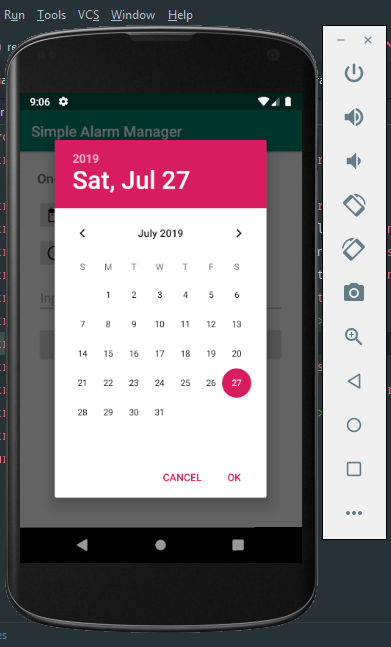 Run Tools VCS Window Help
9:06
Simple Alarm Manager
2019
Sat, Jul 27
July 2019
S M T W T F S
1 2 3 4 5 6
7 8 9 10 11 12 13
14 15 16 17 18 19 20
21 22 23 24 25 26 27
28 29 30 31
CANCEL OK